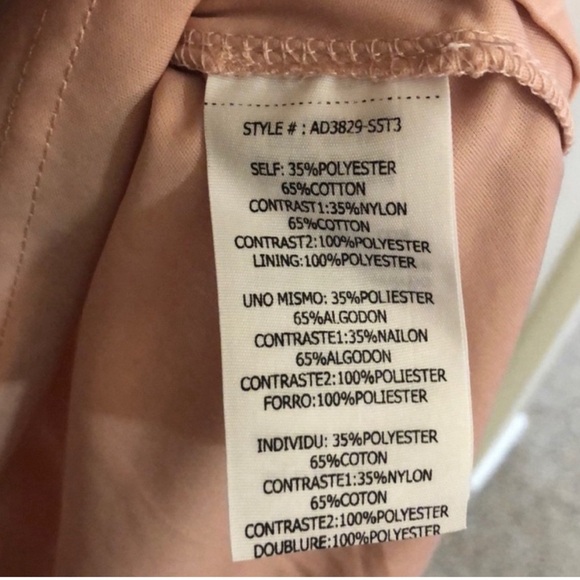 STYLE # : AD3829-SST3
SELF: 35%POLYESTER
65%COTTON
CONTRAST1:35%NYLON
65%COTTON
CONTRAST2:100%POLYESTER
LINING:100%POLYESTER
UNO MISMO: 35%POLIESTER
65%ALGODON
CONTRASTE1:35%NAILON
65%ALGODON
CONTRASTE2:100%POLIESTER
FORRO:100%POLIESTER
INDIVIDU: 35%POLYESTER
65%COTON
CONTRASTE1:35%NYLON
65%COTON
CONTRASTE2:100%POLYESTER
DOUBLURE:100%POLYESTER